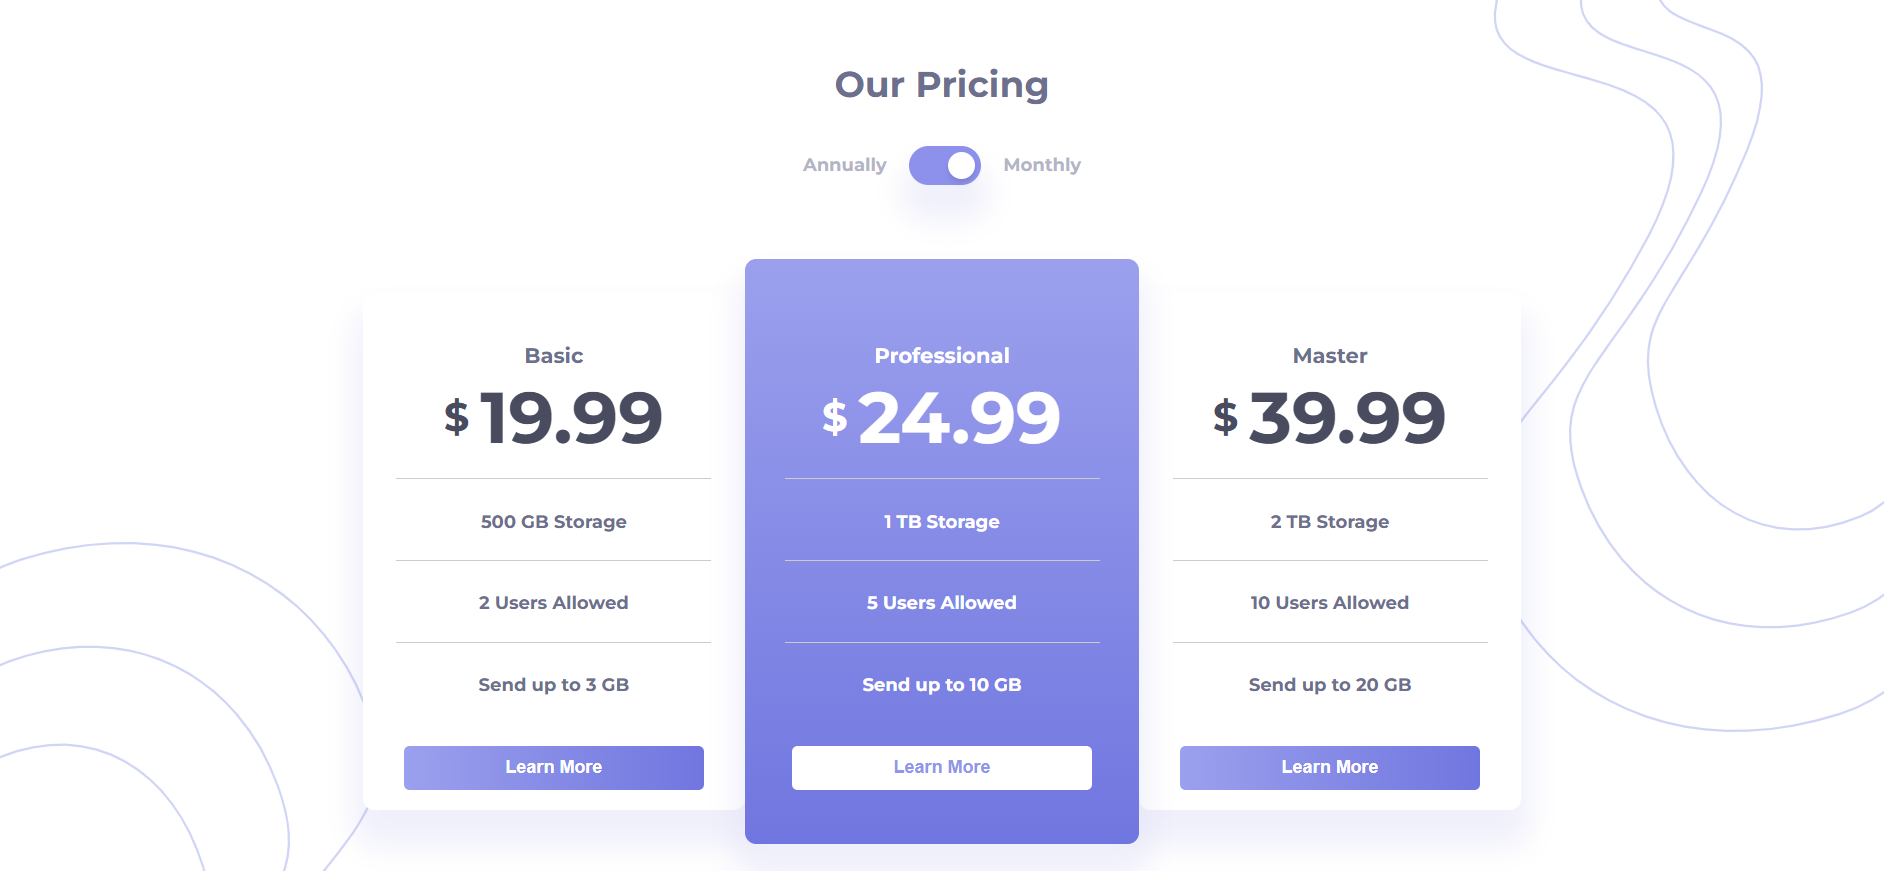 Our Pricing
Annually Monthly
Basic
$ 19.99
500 GB Storage
2 Users Allowed
Send up to 3 GB
Learn More
Professional
$ 24.99
1 TB Storage
5 Users Allowed
Send up to 10 GB
Learn More
Master
$ 39.99
2 TB Storage
10 Users Allowed
Send up to 20 GB
Learn More